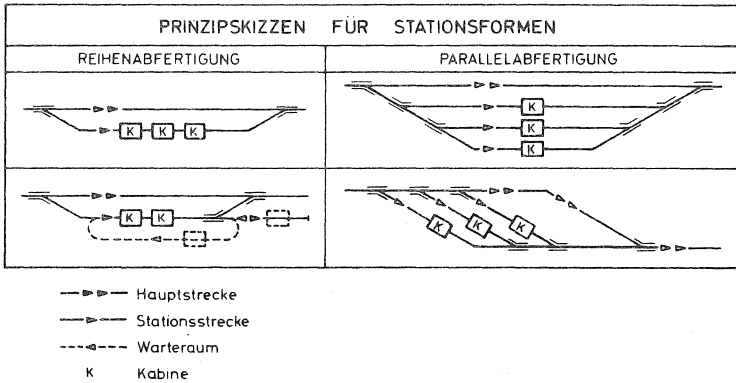 PRINZIPSKIZZEN FÜR STATIONSFORMEN
REIHENABFERTIGUNG
PARALLELABFERTIGUNG
K K K
K
K
K
K K
K K K
Hauptstrecke
Stationsstrecke
Warteraum
K Kabine